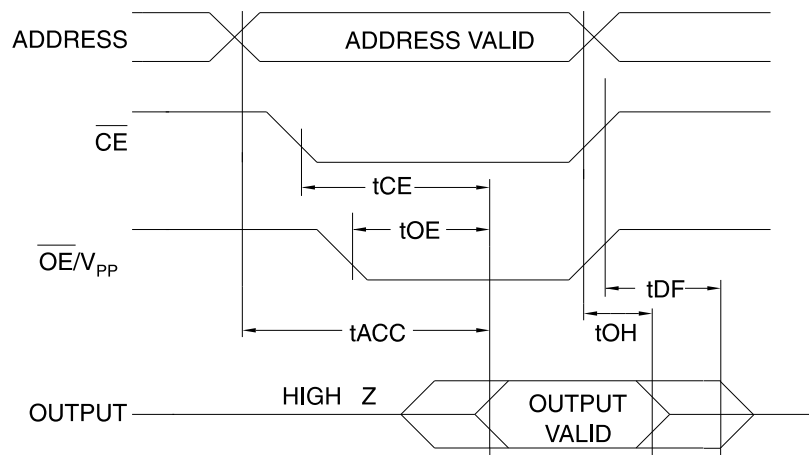 ADDRESS
ADDRESS VALID
CE
tCE
tOE
OE/VPP
tDF
tACC
tOH
HIGH Z
OUTPUT
OUTPUT
VALID